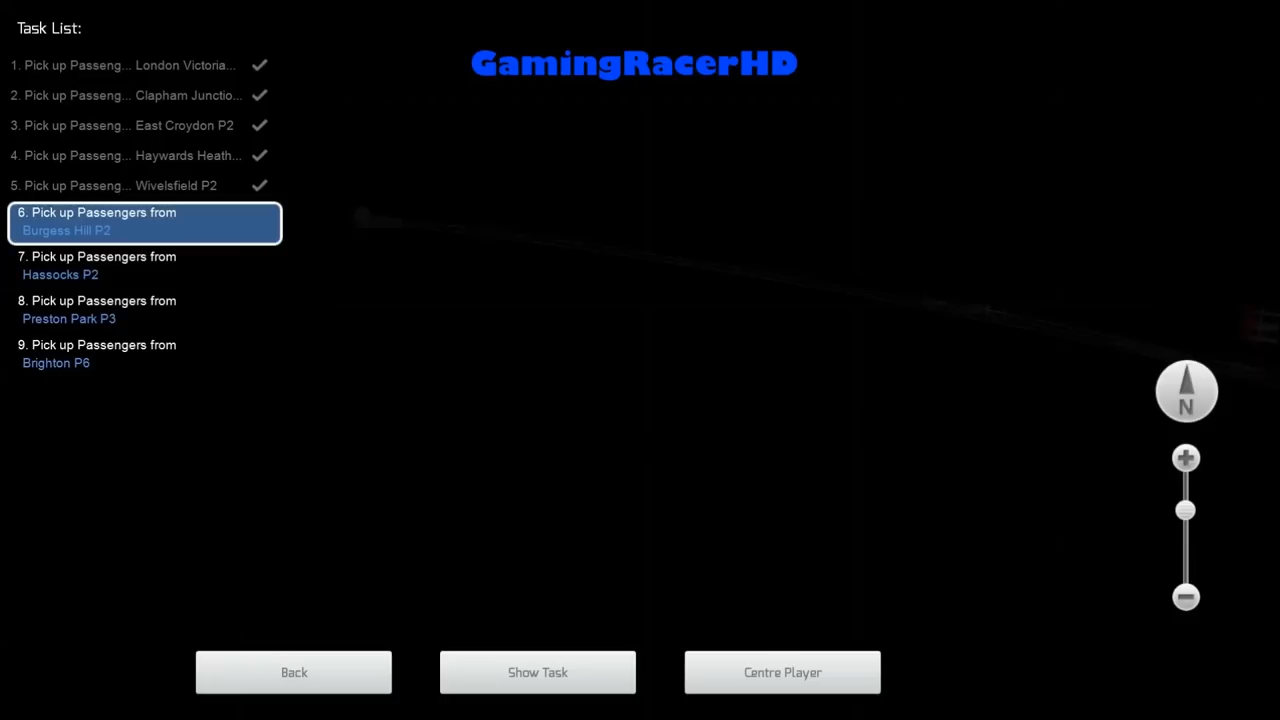 Task List:
GamingRacerHD
1. Pick up Passeng... London Victoria...
2. Pick up Passeng... Clapham Junctio...
3. Pick up Passeng... East Croydon P2
4. Pick up Passeng... Haywards Heath...
5. Pick up Passeng... Wivelsfield P2
6. Pick up Passengers from
Burgess Hill P2
7. Pick up Passengers from
Hassocks P2
8. Pick up Passengers from
Preston Park P3
9. Pick up Passengers from
Brighton P6
N
Back
Show Task
Centre Player